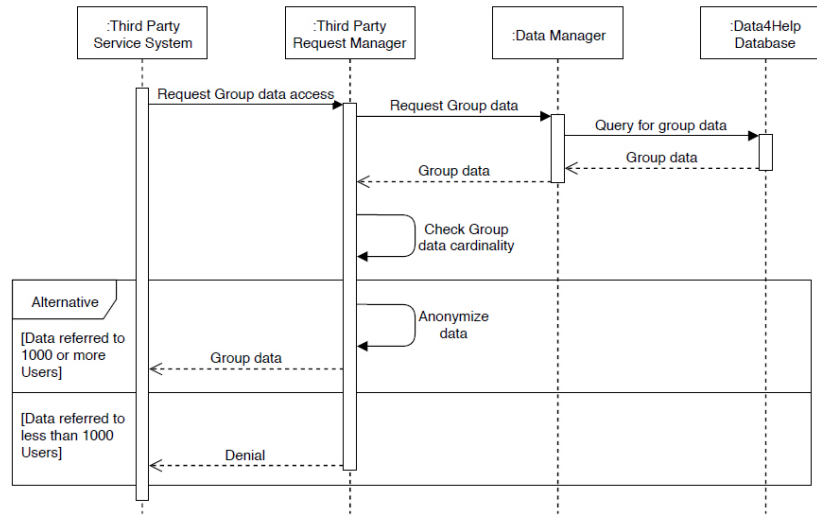 :Third Party
Service System
:Third Party
Request Manager
:Data Manager
:Data4Help
Database
Request Group data access
Request Group data
Query for group data
Group data
Group data
Check Group
data cardinality
Alternative
Anonymize
data
[Data referred to
1000 or more
Users]
Group data
[Data referred to
less than 1000
Users]
Denial